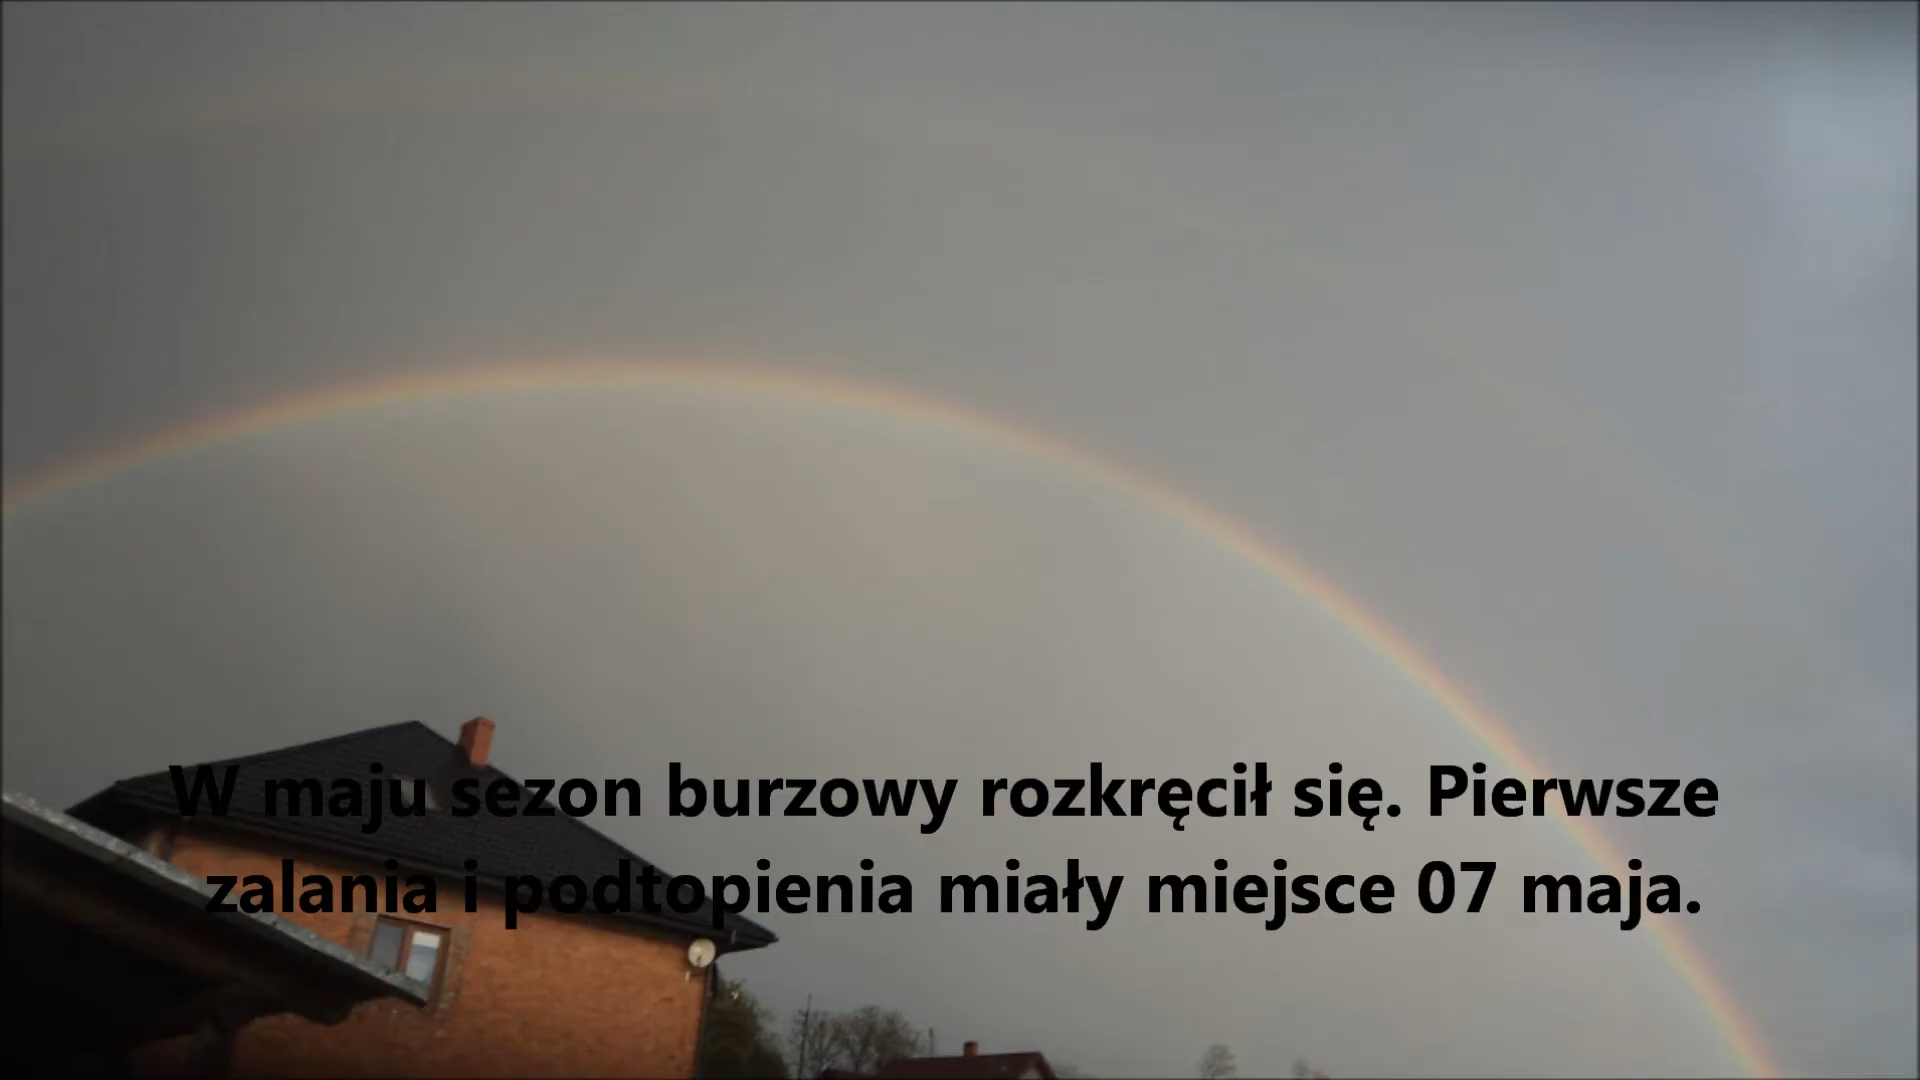 W maju sezon burzowy rozkręcił się. Pierwsze
zalania i podtopienia miały miejsce 07 maja.